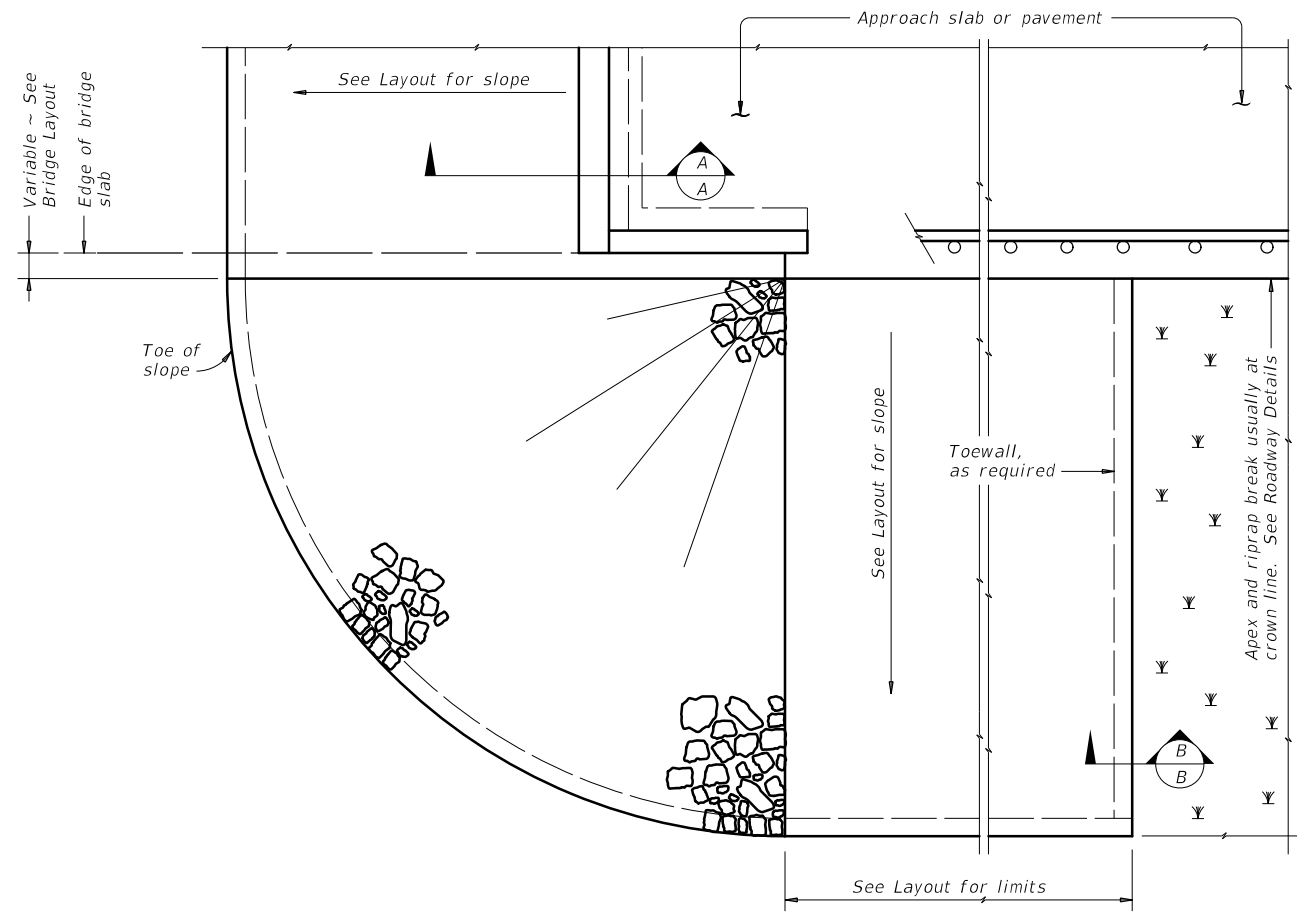 Approach slab or pavement
See Layout for slope
Variable ~ See
Bridge Layout
Edge of bridge
slab
A
A
Toe of
slope
See Layout for slope
Toewall,
as required
Apex and riprap break usually at
crown line. See Roadway Details
B
B
See Layout for limits